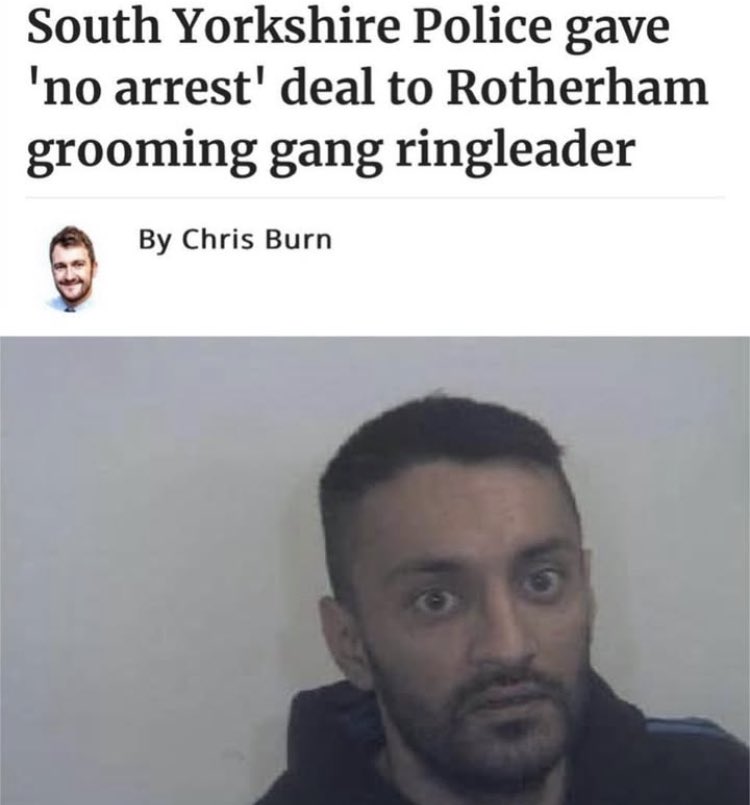 South Yorkshire Police gave
'no arrest' deal to Rotherham
grooming gang ringleader
By Chris Burn